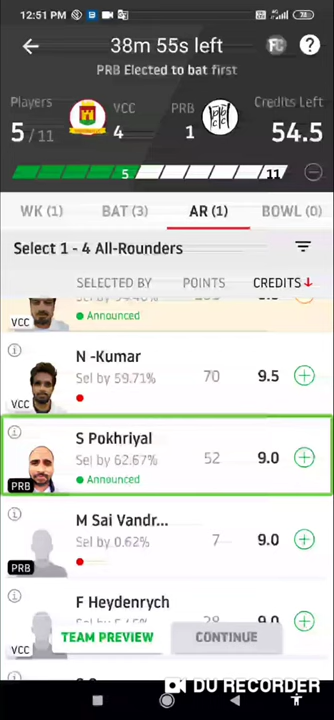 12:51 PM
78
38m 55s left
FC
?
PRB Elected to bat first
Players
VCC
PRB
Credits Left
5 / 11
4
1
54.5
5
11
WK (1)
BAT (3)
AR (1)
BOWL (0)
Select 1 - 4 All-Rounders
SELECTED BY
POINTS
CREDITS
Announced
VCC
N -Kumar
Sel by 59.71%
70
9.5
VCC
S Pokhriyal
Sel by 62.67%
52
9.0
Announced
PRB
M Sai Vandr...
Sel by 0.62%
7
9.0
PRB
F Heydenrych
28
9.0
VCC
TEAM PREVIEW
CONTINUE
DU RECORDER